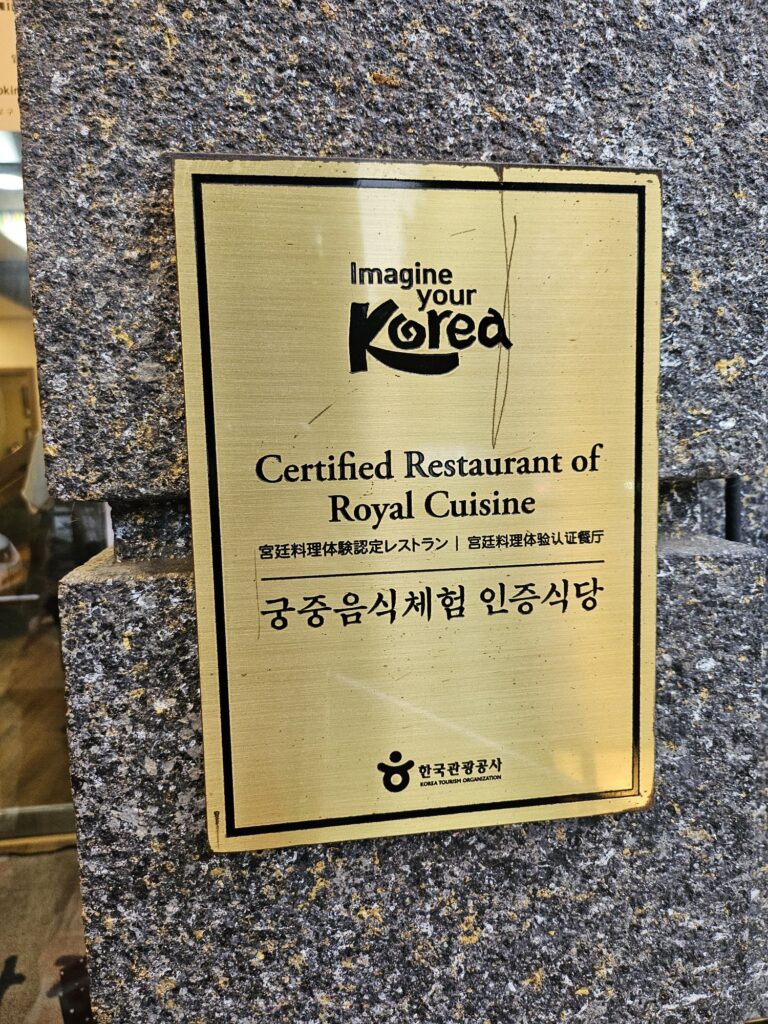 Imagine
your
Korea
Certified Restaurant of
Royal Cuisine
宮廷料理体験認定レストラン | 宫廷料理体验认证餐厅
궁중음식체험 인증식당
한국관광공사
KOREA TOURISM ORGANIZATION